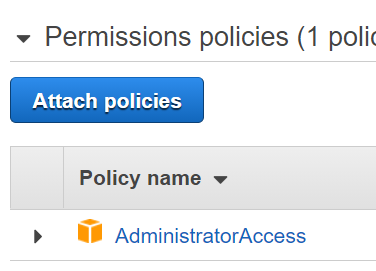 Permissions policies (1 polic
Attach policies
Policy name
AdministratorAccess